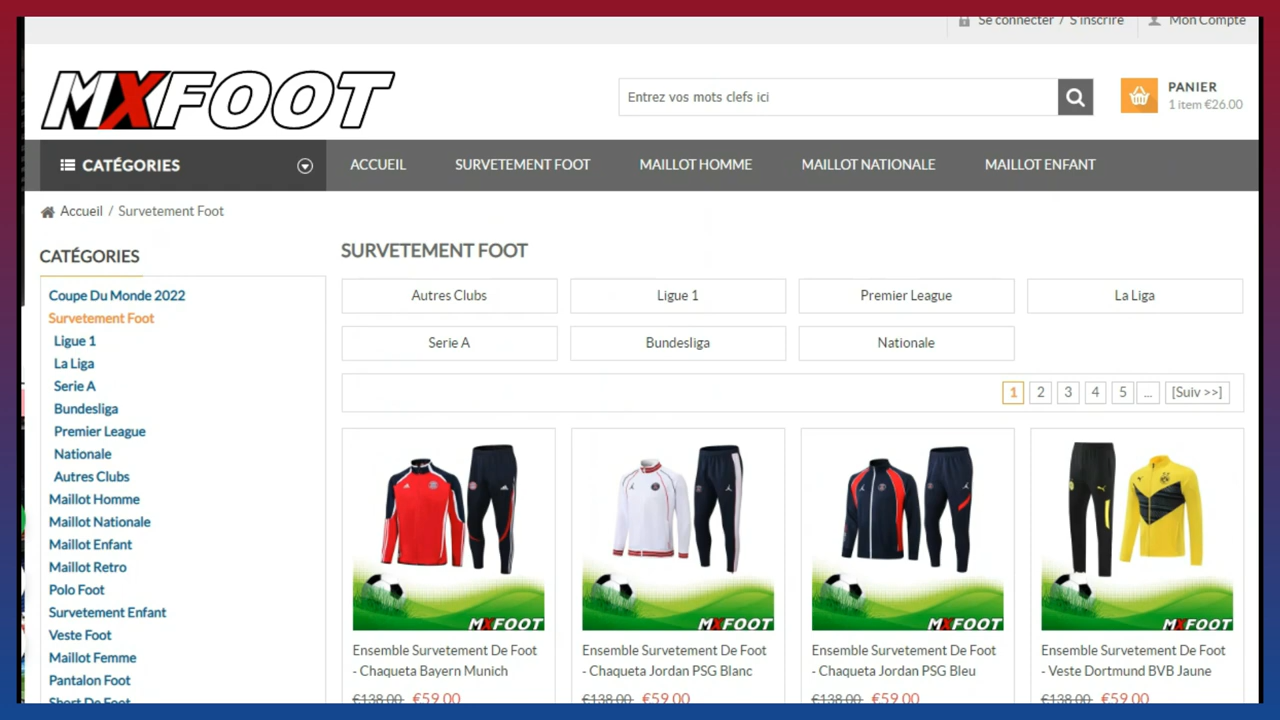 Se connecter / S'inscrire
Mon Compte
MXFOOT
Entrez vos mots clefs ici
PANIER
1 item €26.00
CATÉGORIES
ACCUEIL
SURVETEMENT FOOT
MAILLOT HOMME
MAILLOT NATIONALE
MAILLOT ENFANT
Accueil / Survetement Foot
CATÉGORIES
Coupe Du Monde 2022
Survetement Foot
Ligue 1
La Liga
Serie A
Bundesliga
Premier League
Nationale
Autres Clubs
Maillot Homme
Maillot Nationale
Maillot Enfant
Maillot Retro
Polo Foot
Survetement Enfant
Veste Foot
Maillot Femme
Pantalon Foot
Short De Foot
SURVETEMENT FOOT
Autres Clubs
Ligue 1
Premier League
La Liga
Serie A
Bundesliga
Nationale
1 2 3 4 5 ... [Suiv >>]
MXFOOT
Ensemble Survetement De Foot
- Chaqueta Bayern Munich
€138.00 €59.00
MXFOOT
Ensemble Survetement De Foot
- Chaqueta Jordan PSG Blanc
€138.00 €59.00
MXFOOT
Ensemble Survetement De Foot
- Chaqueta Jordan PSG Bleu
€138.00 €59.00
MXFOOT
Ensemble Survetement De Foot
- Veste Dortmund BVB Jaune
€138.00 €59.00